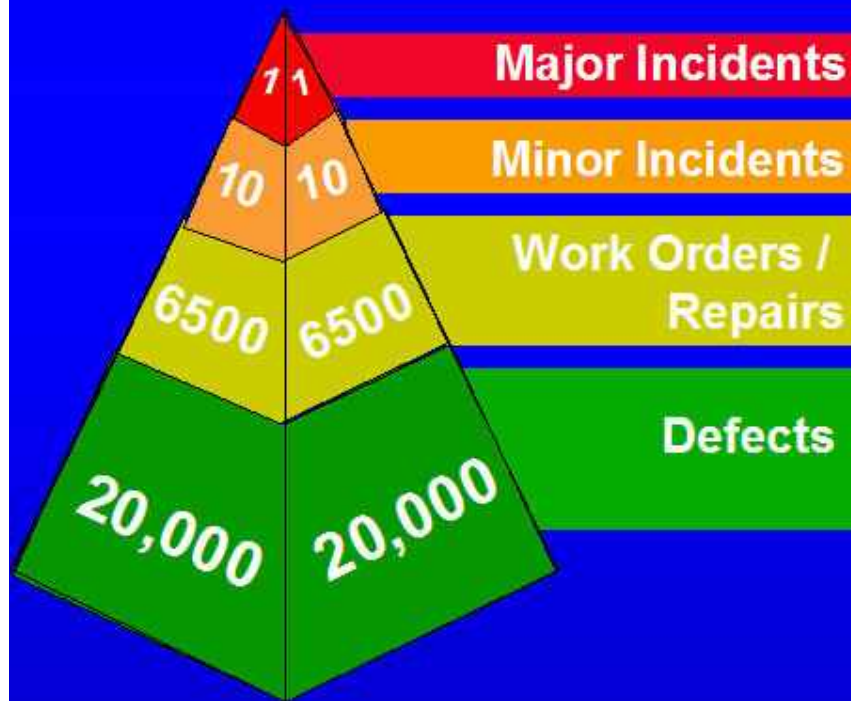 1 1
Major Incidents
10 10
Minor Incidents
6500 6500
Work Orders /
Repairs
20,000 20,000
Defects